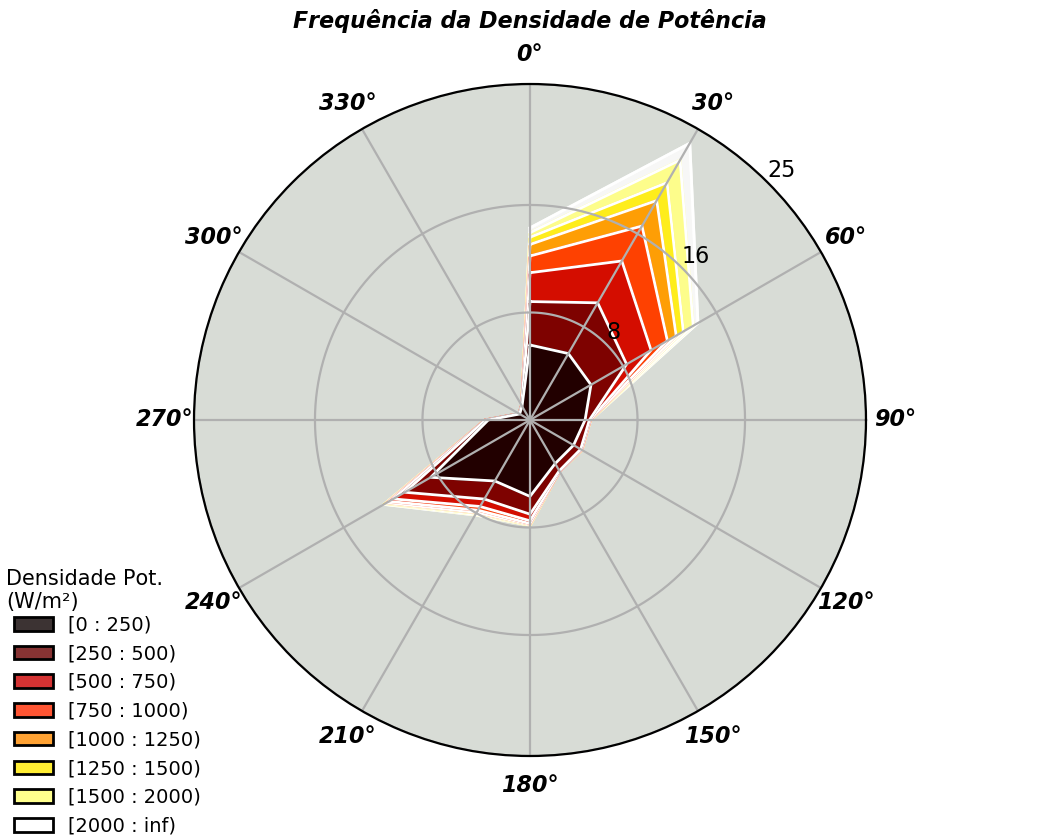 Frequência da Densidade de Potência
0°
330°
30°
25
300°
60°
16
8
270°
90°
240°
120°
210°
150°
180°
Densidade Pot.
(W/m²)
[0 : 250)
[250 : 500)
[500 : 750)
[750 : 1000)
[1000 : 1250)
[1250 : 1500)
[1500 : 2000)
[2000 : inf)